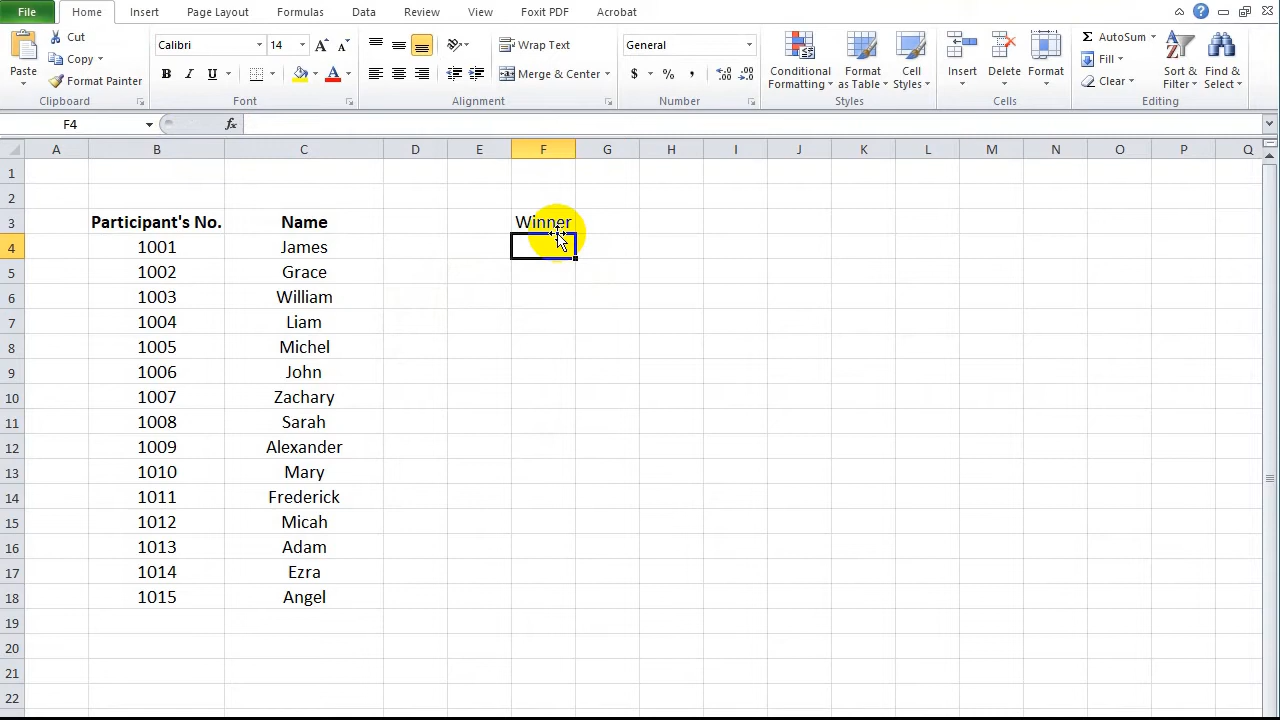 File Home Insert Page Layout Formulas Data Review View Foxit PDF Acrobat
Cut Calibri 14 Wrap Text General AutoSum
Copy Fill
Paste Format Painter B I U Merge & Center $ % , Conditional Formatting Format as Table Cell Styles Insert Delete Format Clear Sort & Filter Find & Select
Clipboard Font Alignment Number Styles Cells Editing
F4 fx
A B C D E F G H I J K L M N O P Q
1
2
3 Participant's No. Name Winner
4 1001 James
5 1002 Grace
6 1003 William
7 1004 Liam
8 1005 Michel
9 1006 John
10 1007 Zachary
11 1008 Sarah
12 1009 Alexander
13 1010 Mary
14 1011 Frederick
15 1012 Micah
16 1013 Adam
17 1014 Ezra
18 1015 Angel
19
20
21
22